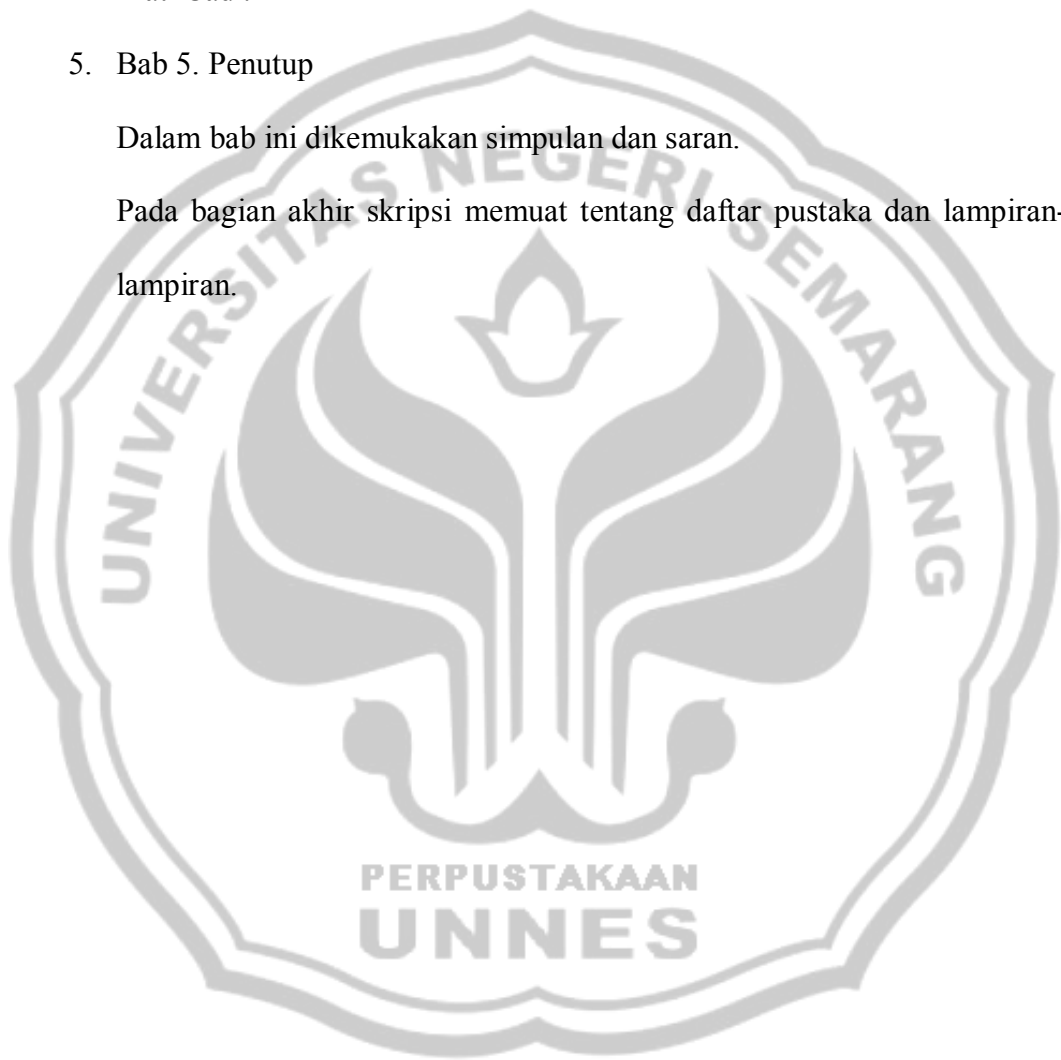 5. Bab 5. Penutup
Dalam bab ini dikemukakan simpulan dan saran.
Pada bagian akhir skripsi memuat tentang daftar pustaka dan lampiran-
lampiran.
UNIVERSITAS NEGERI SEMARANG
PERPUSTAKAAN
UNNES